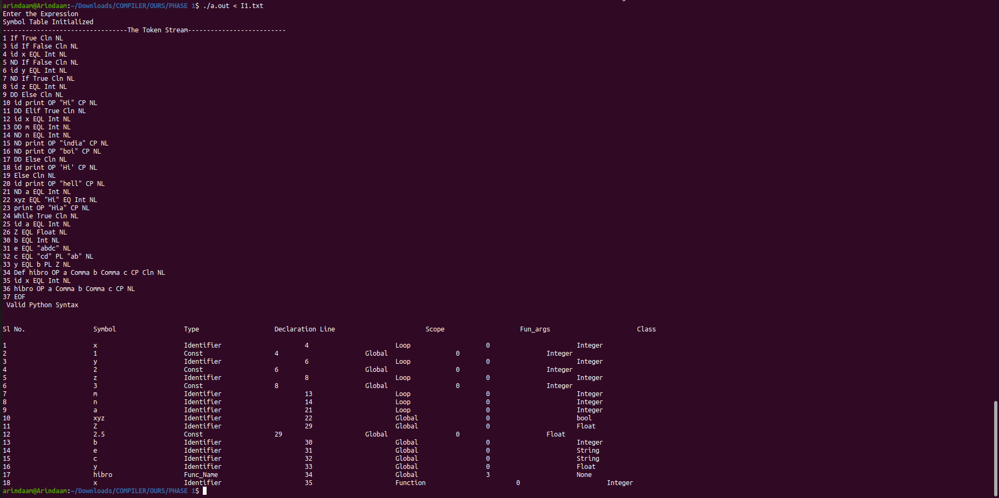 arindaam@Arindaam:~/Downloads/COMPILER/OURS/PHASE 1$ ./a.out < I1.txt
Enter the Expression
Symbol Table Initialized
---------------------------------The Token Stream--------------------------
1 If True Cln NL
3 id If False Cln NL
4 id x EQL Int NL
5 ND If False Cln NL
6 id y EQL Int NL
7 ND If True Cln NL
8 id z EQL Int NL
9 DD Else Cln NL
10 id print OP "Hi" CP NL
11 DD Elif True Cln NL
12 id x EQL Int NL
13 DD m EQL Int NL
14 ND n EQL Int NL
15 ND print OP "india" CP NL
16 ND print OP "boi" CP NL
17 DD Else Cln NL
18 id print OP 'Hi' CP NL
19 Else Cln NL
20 id print OP "hell" CP NL
21 ND a EQL Int NL
22 xyz EQL "Hi" EQ Int NL
23 print OP "Hia" CP NL
24 While True Cln NL
25 id a EQL Int NL
26 Z EQL Float NL
30 b EQL Int NL
31 e EQL "abdc" NL
32 c EQL "cd" PL "ab" NL
33 y EQL b PL Z NL
34 Def hibro OP a Comma b Comma c CP Cln NL
35 id x EQL Int NL
36 hibro OP a Comma b Comma c CP NL
37 EOF
Valid Python Syntax
Sl No. Symbol Type Declaration Line Scope Fun_args Class
1 x Identifier 4 Loop 0 Integer
2 1 Const 4 Global 0 Integer
3 y Identifier 6 Loop 0 Integer
4 2 Const 6 Global 0 Integer
5 z Identifier 8 Loop 0 Integer
6 3 Const 8 Global 0 Integer
7 m Identifier 13 Loop 0 Integer
8 n Identifier 14 Loop 0 Integer
9 a Identifier 21 Loop 0 Integer
10 xyz Identifier 22 Global 0 bool
11 Z Identifier 29 Global 0 Float
12 2.5 Const 29 Global 0 Float
13 b Identifier 30 Global 0 Integer
14 e Identifier 31 Global 0 String
15 c Identifier 32 Global 0 String
16 y Identifier 33 Global 0 Float
17 hibro Func_Name 34 Global 3 None
18 x Identifier 35 Function 0 Integer
arindaam@Arindaam:~/Downloads/COMPILER/OURS/PHASE 1$